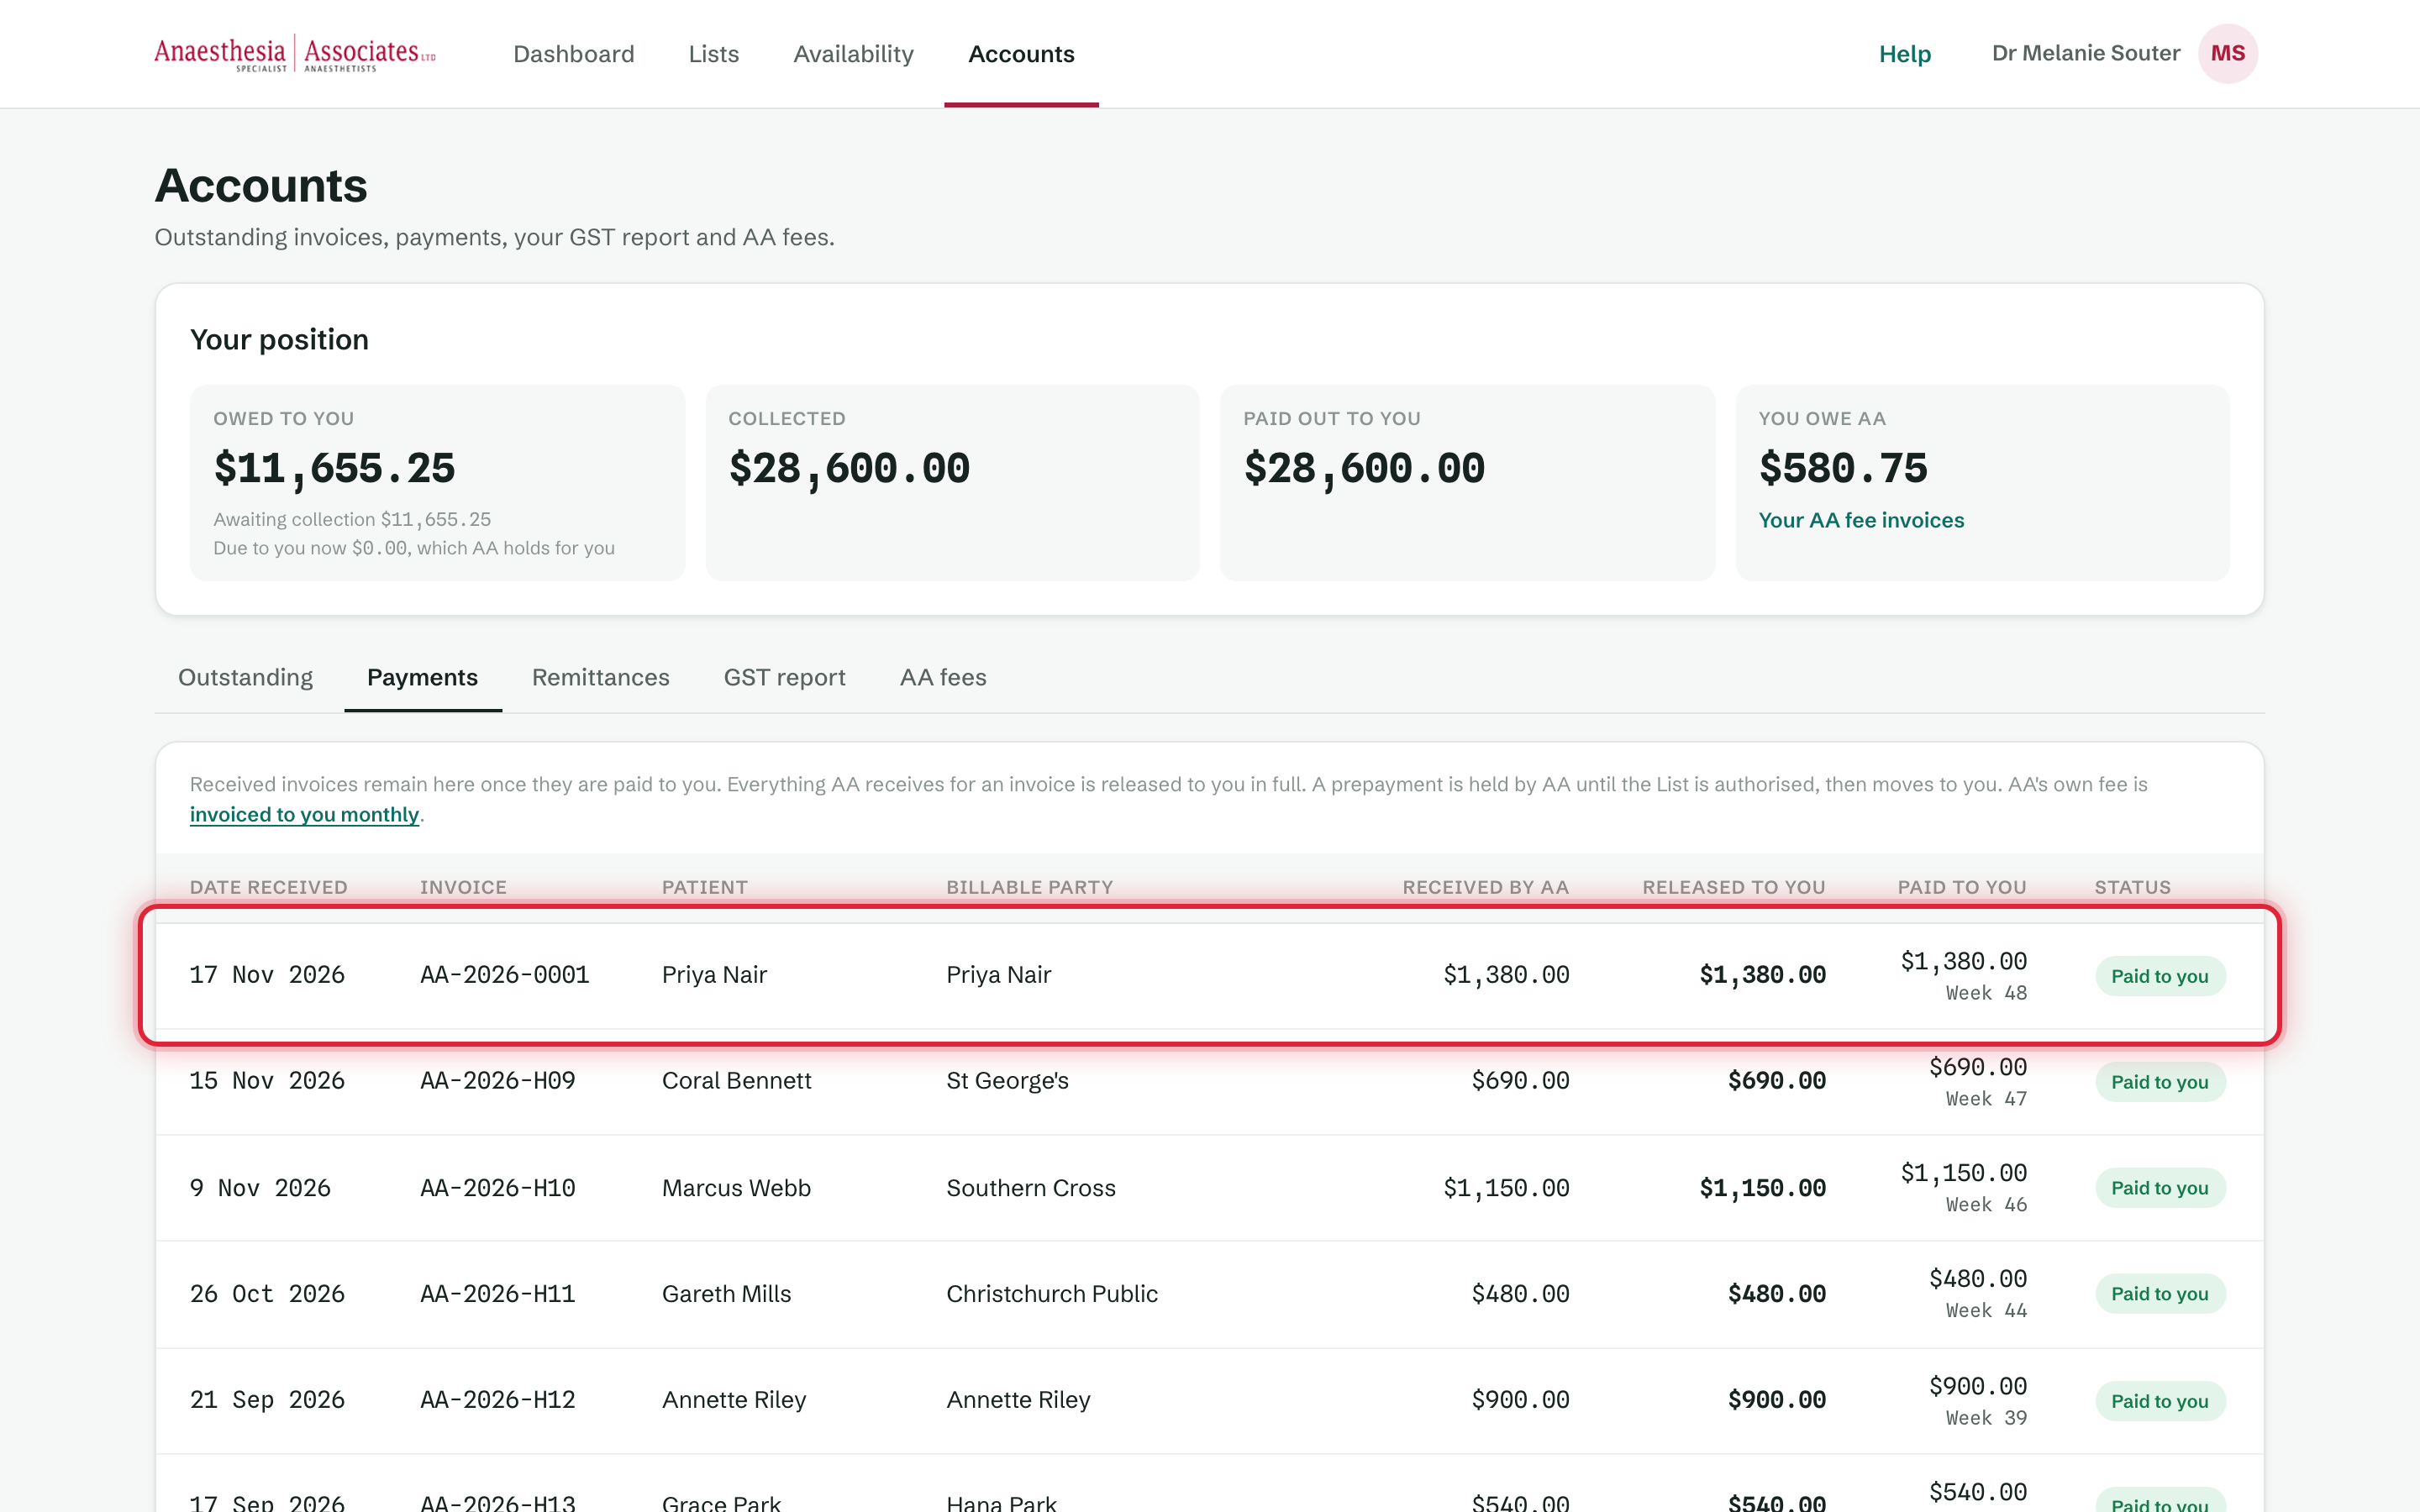 Anaesthesia | Associates LTD
SPECIALIST ANAESTHETISTS
Dashboard
Lists
Availability
Accounts
Help
Dr Melanie Souter
MS
Accounts
Outstanding invoices, payments, your GST report and AA fees.
Your position
OWED TO YOU
$11,655.25
Awaiting collection $11,655.25
Due to you now $0.00, which AA holds for you
COLLECTED
$28,600.00
PAID OUT TO YOU
$28,600.00
YOU OWE AA
$580.75
Your AA fee invoices
Outstanding
Payments
Remittances
GST report
AA fees
Received invoices remain here once they are paid to you. Everything AA receives for an invoice is released to you in full. A prepayment is held by AA until the List is authorised, then moves to you. AA's own fee is
invoiced to you monthly.
DATE RECEIVED INVOICE PATIENT BILLABLE PARTY RECEIVED BY AA RELEASED TO YOU PAID TO YOU STATUS
17 Nov 2026 AA-2026-0001 Priya Nair Priya Nair $1,380.00 $1,380.00 $1,380.00 Paid to you
Week 48
15 Nov 2026 AA-2026-H09 Coral Bennett St George's $690.00 $690.00 $690.00 Paid to you
Week 47
9 Nov 2026 AA-2026-H10 Marcus Webb Southern Cross $1,150.00 $1,150.00 $1,150.00 Paid to you
Week 46
26 Oct 2026 AA-2026-H11 Gareth Mills Christchurch Public $480.00 $480.00 $480.00 Paid to you
Week 44
21 Sep 2026 AA-2026-H12 Annette Riley Annette Riley $900.00 $900.00 $900.00 Paid to you
Week 39
17 Sep 2026 AA-2026-H13 Grace Park Hana Park $540.00 $540.00 $540.00 Paid to you